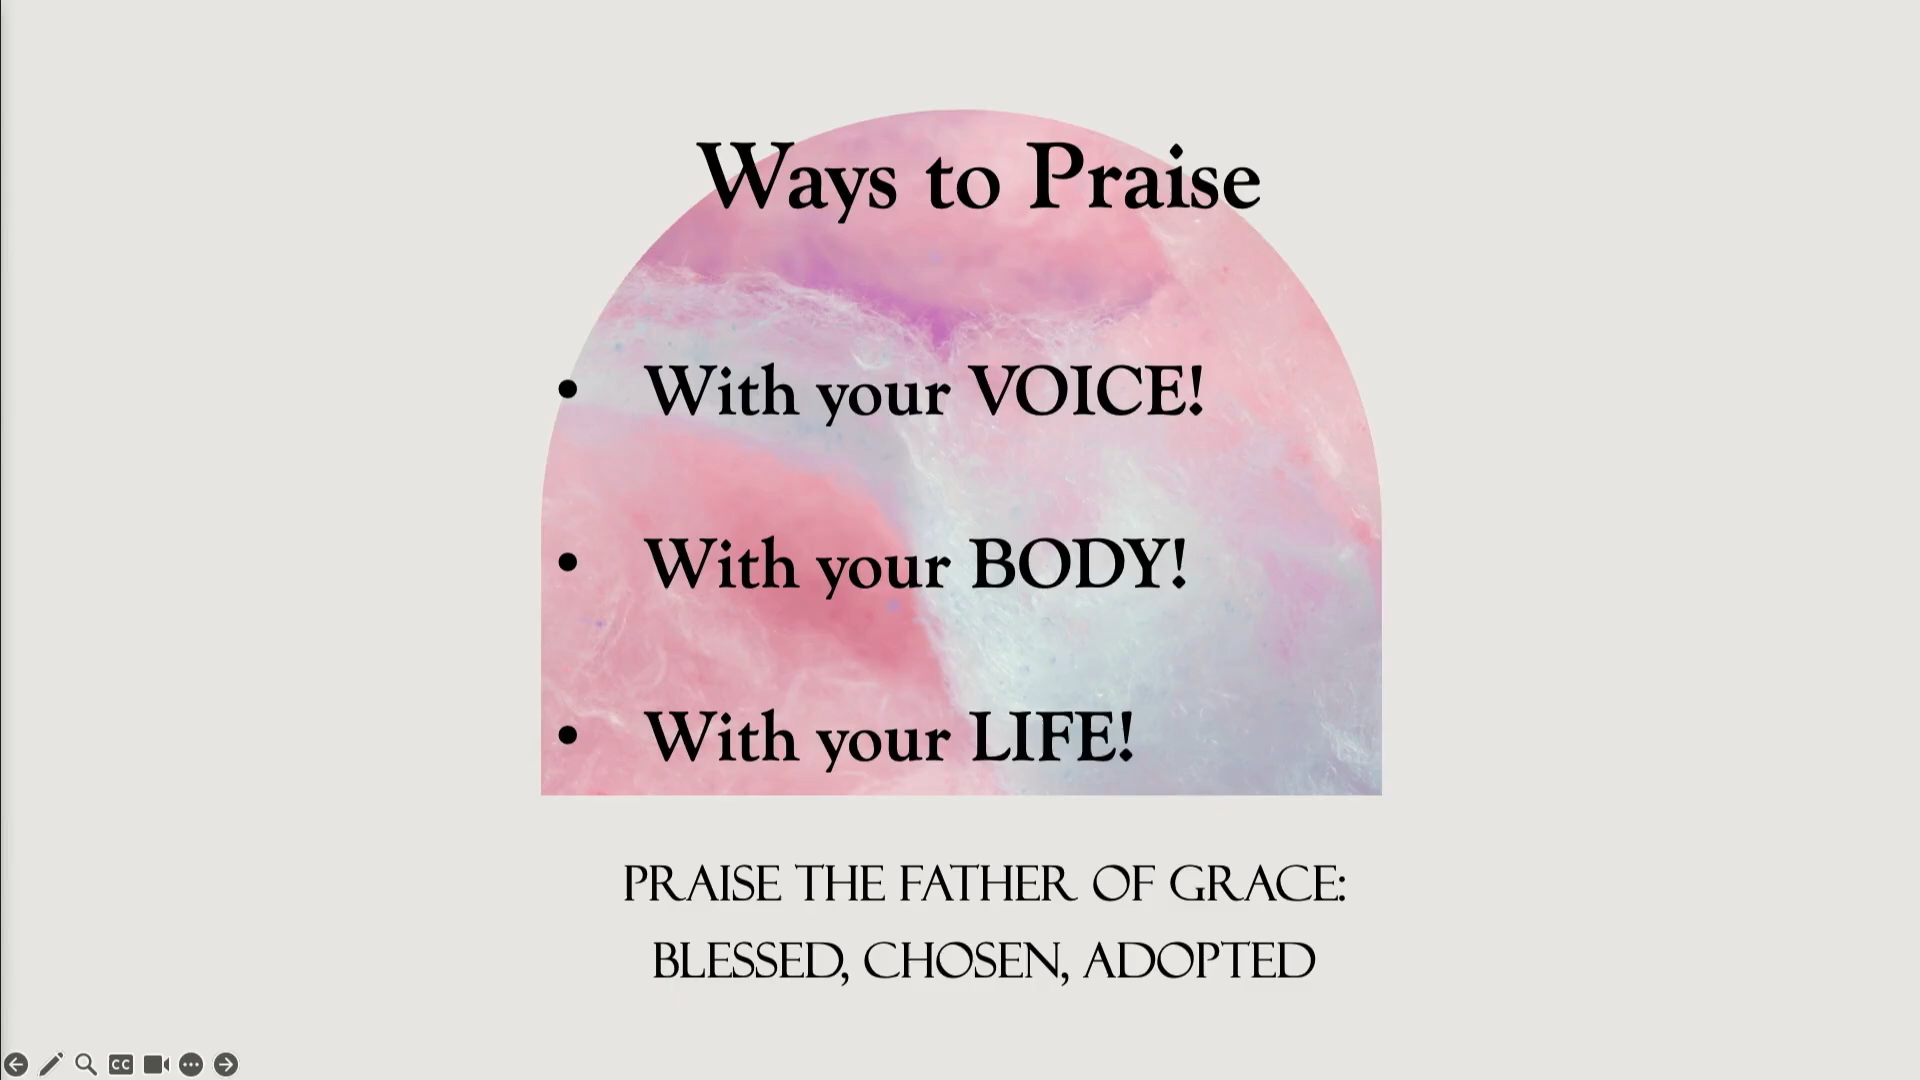 Ways to Praise
• With your VOICE!
• With your BODY!
• With your LIFE!
PRAISE THE FATHER OF GRACE:
BLESSED, CHOSEN, ADOPTED
CC